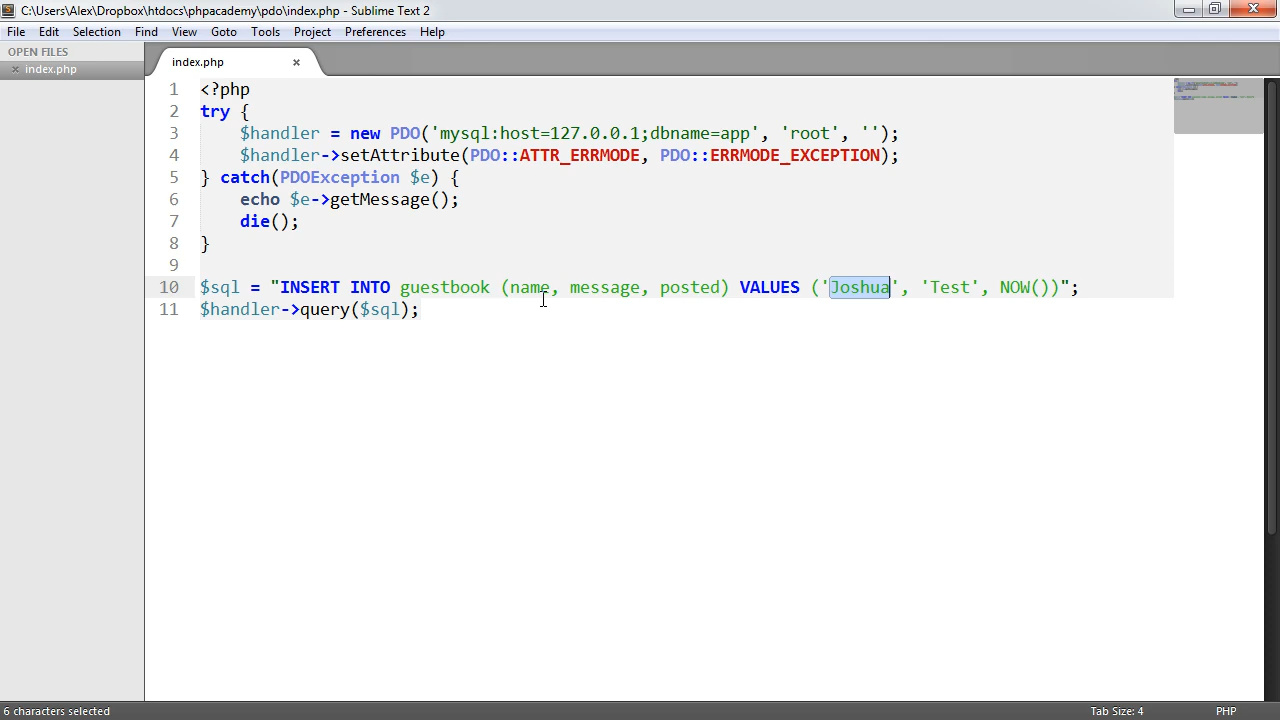 C:\Users\Alex\Dropbox\htdocs\phpacademy\pdo\index.php - Sublime Text 2
File Edit Selection Find View Goto Tools Project Preferences Help
OPEN FILES
index.php
index.php
1 <?php
2 try {
3 $handler = new PDO('mysql:host=127.0.0.1;dbname=app', 'root', '');
4 $handler->setAttribute(PDO::ATTR_ERRMODE, PDO::ERRMODE_EXCEPTION);
5 } catch(PDOException $e) {
6 echo $e->getMessage();
7 die();
8 }
9
10 $sql = "INSERT INTO guestbook (name, message, posted) VALUES ('Joshua', 'Test', NOW())";
11 $handler->query($sql);
6 characters selected
Tab Size: 4
PHP